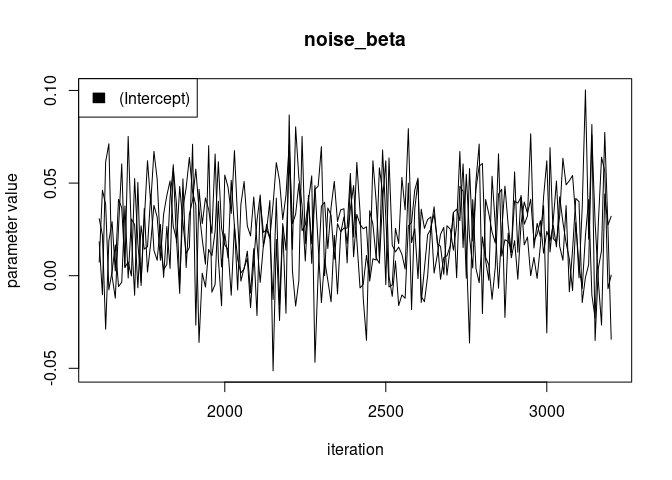 noise_beta
(Intercept)
0.10
0.05
0.00
-0.05
parameter value
2000 2500 3000
iteration